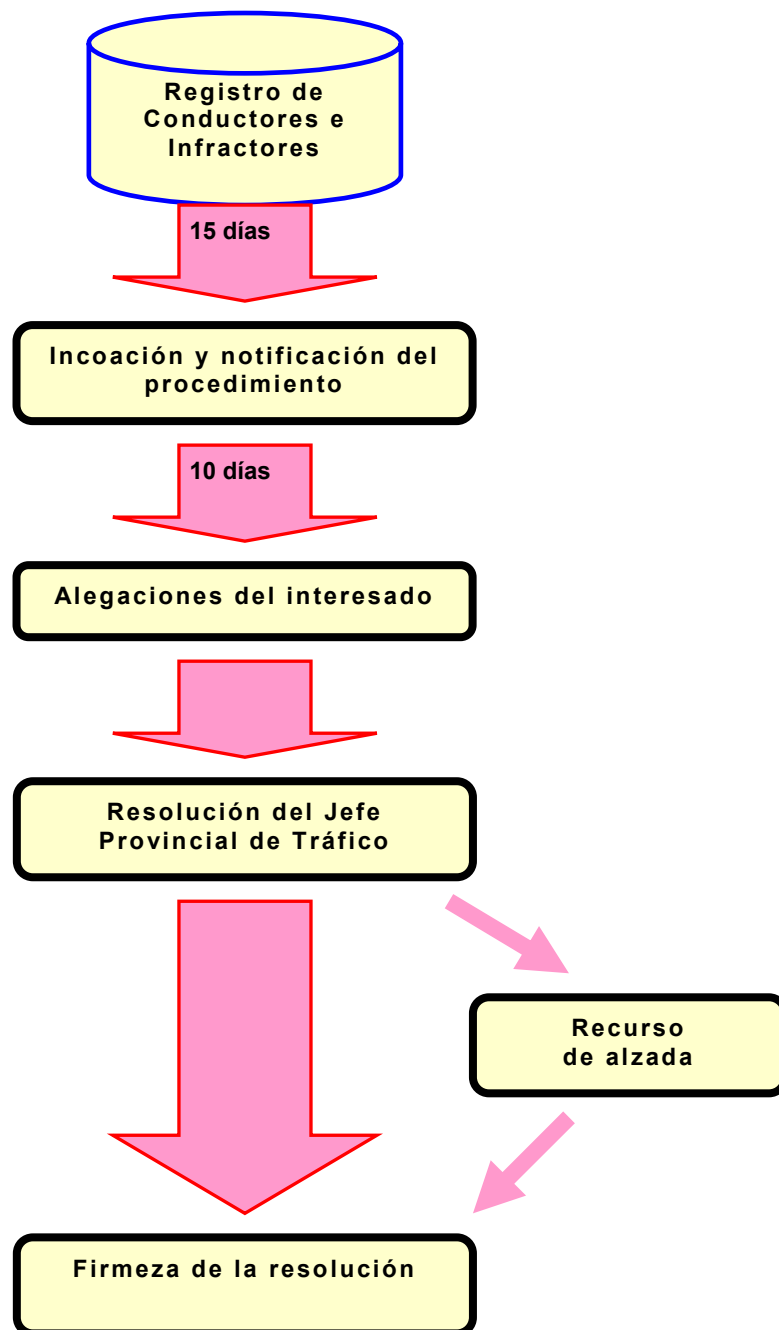 Registro de
Conductores e
Infractores
15 días
Incoación y notificación del
procedimiento
10 días
Alegaciones del interesado
Resolución del Jefe
Provincial de Tráfico
Recurso
de alzada
Firmeza de la resolución